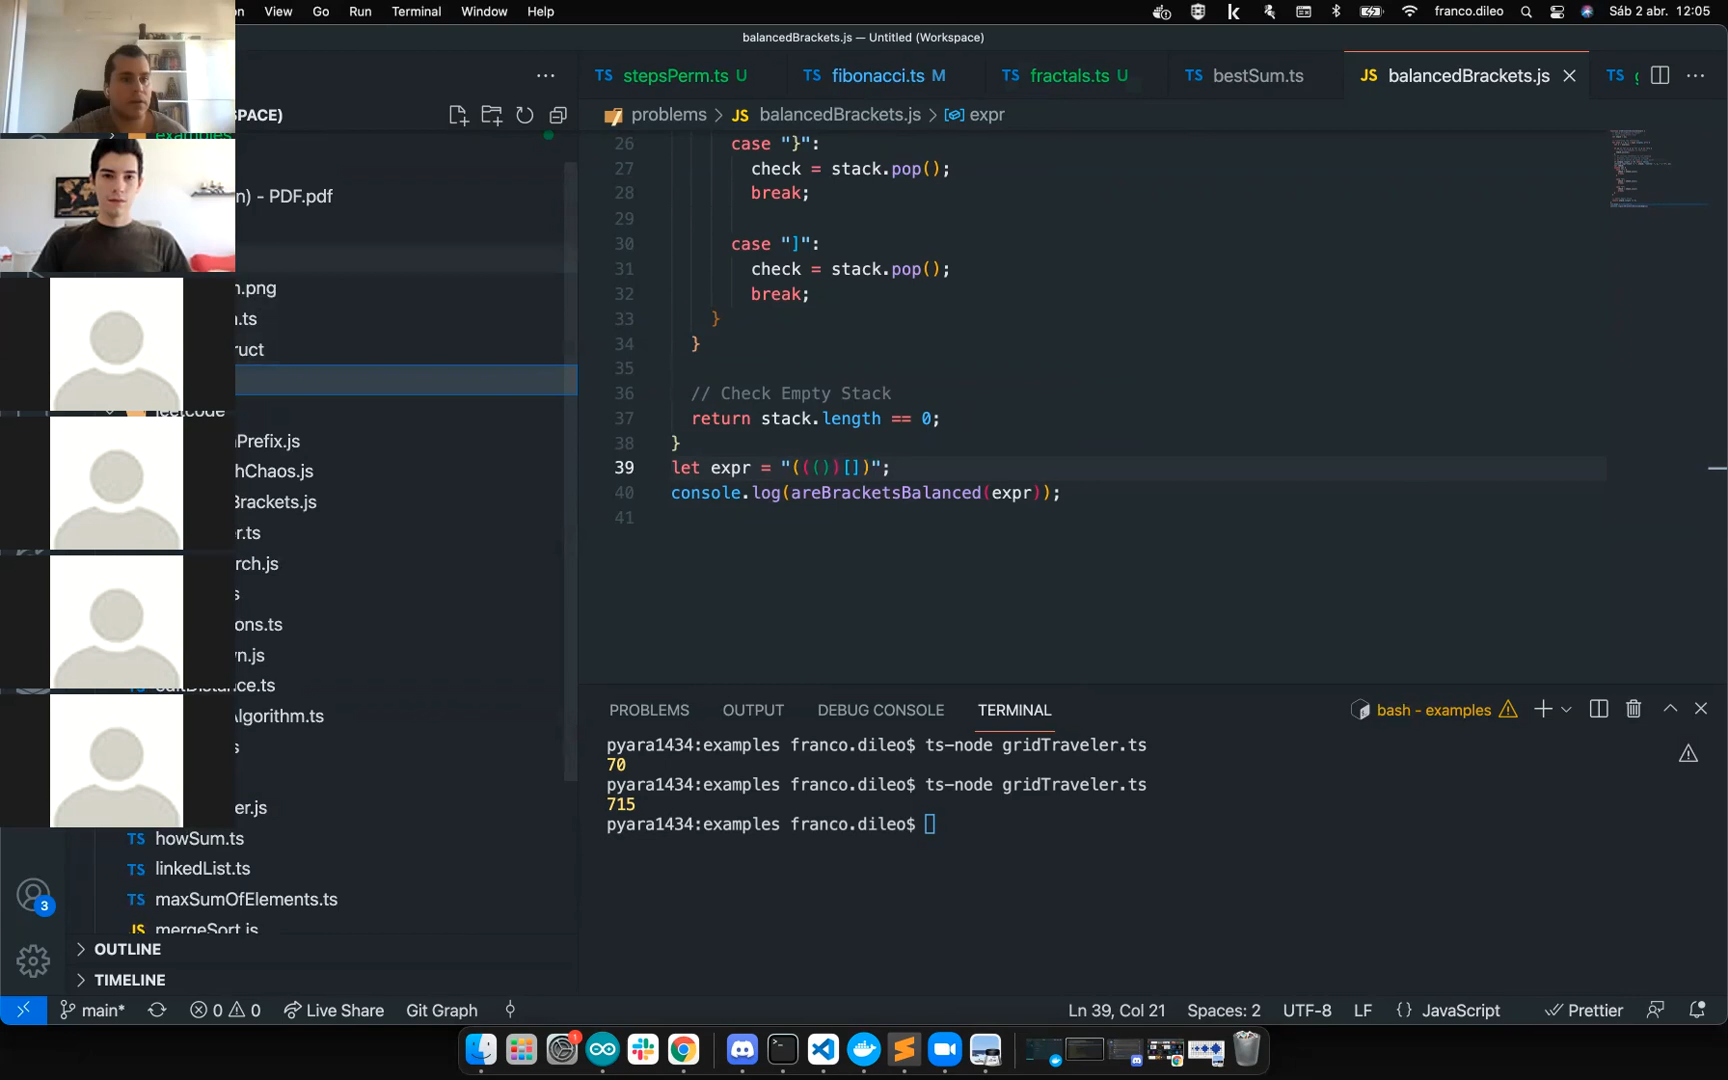 View Go Run Terminal Window Help franco.dileo Sáb 2 abr. 12:05
balancedBrackets.js — Untitled (Workspace)
TS stepsPerm.ts U TS fibonacci.ts M TS fractals.ts U TS bestSum.ts JS balancedBrackets.js TS
problems > JS balancedBrackets.js > expr
PACE)
examples
n) - PDF.pdf
n.png
.ts
ruct
Prefix.js
hChaos.js
Brackets.js
r.ts
rch.js
s
ons.ts
n.js
ce.ts
lgorithm.ts
s
er.js
TS howSum.ts
TS linkedList.ts
TS maxSumOfElements.ts
JS mergeSort.js
OUTLINE
TIMELINE
26 case "}":
27 check = stack.pop();
28 break;
29
30 case "]":
31 check = stack.pop();
32 break;
33 }
34 }
35
36 // Check Empty Stack
37 return stack.length == 0;
38 }
39 let expr = "((())[])";
40 console.log(areBracketsBalanced(expr));
41
PROBLEMS OUTPUT DEBUG CONSOLE TERMINAL bash - examples
pyara1434:examples franco.dileo$ ts-node gridTraveler.ts
70
pyara1434:examples franco.dileo$ ts-node gridTraveler.ts
715
pyara1434:examples franco.dileo$
3
main* 0 0 Live Share Git Graph Ln 39, Col 21 Spaces: 2 UTF-8 LF {} JavaScript Prettier
1